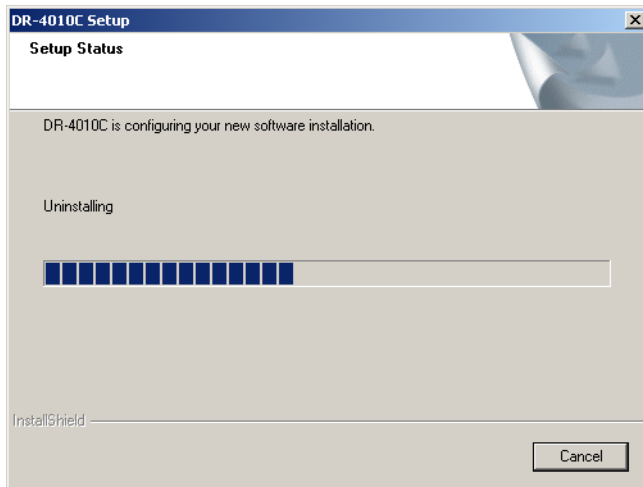 DR-4010C Setup
Setup Status
DR-4010C is configuring your new software installation.
Uninstalling
InstallShield
Cancel